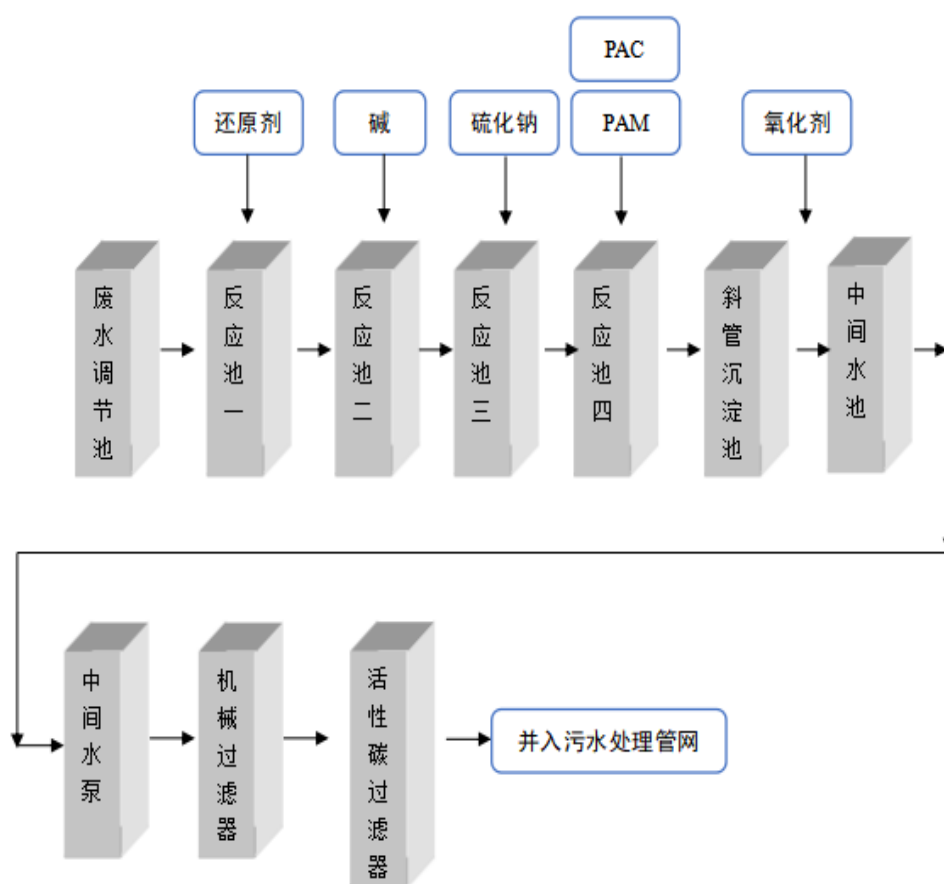 PAC
还原剂
碱
硫化钠
PAM
氧化剂
废水调节池
反应池一
反应池二
反应池三
反应池四
斜管沉淀池
中间水池
中间水泵
机械过滤器
活性碳过滤器
并入污水处理管网